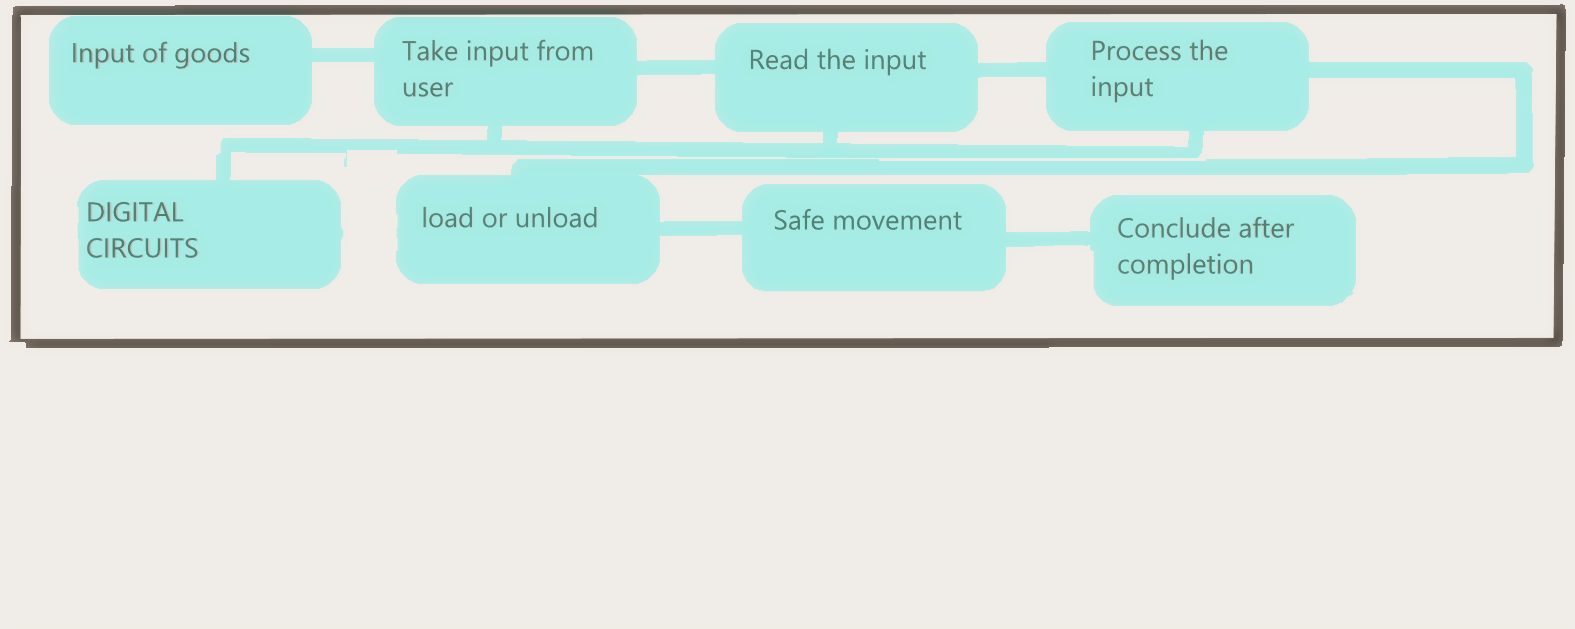 Input of goods
Take input from
user
Read the input
Process the
input
DIGITAL
CIRCUITS
load or unload
Safe movement
Conclude after
completion